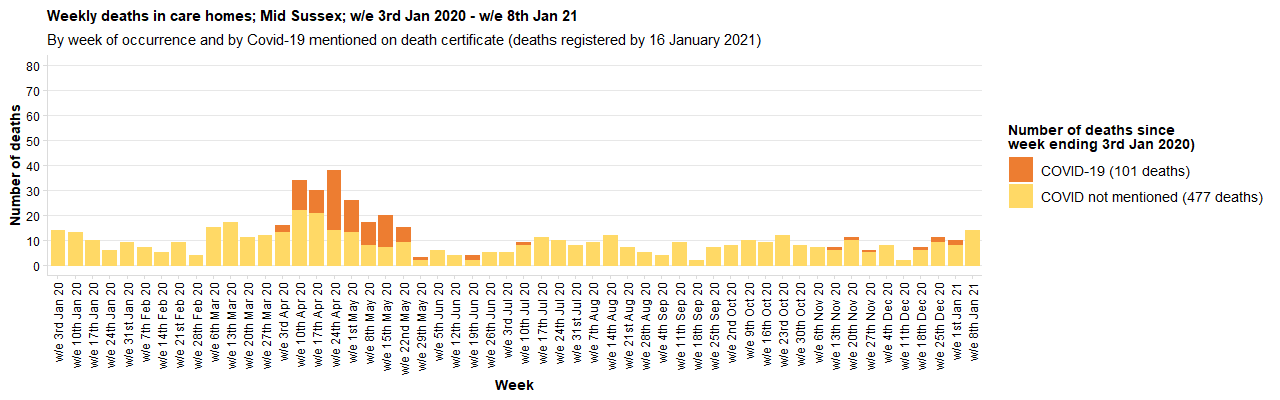 Weekly deaths in care homes; Mid Sussex; w/e 3rd Jan 2020 - w/e 8th Jan 21
By week of occurrence and by Covid-19 mentioned on death certificate (deaths registered by 16 January 2021)
Number of deaths
80
70
60
50
40
30
20
10
0
w/e 3rd Jan 20
w/e 10th Jan 20
w/e 17th Jan 20
w/e 24th Jan 20
w/e 31st Jan 20
w/e 7th Feb 20
w/e 14th Feb 20
w/e 21st Feb 20
w/e 28th Feb 20
w/e 6th Mar 20
w/e 13th Mar 20
w/e 20th Mar 20
w/e 27th Mar 20
w/e 3rd Apr 20
w/e 10th Apr 20
w/e 17th Apr 20
w/e 24th Apr 20
w/e 1st May 20
w/e 8th May 20
w/e 15th May 20
w/e 22nd May 20
w/e 29th May 20
w/e 5th Jun 20
w/e 12th Jun 20
w/e 19th Jun 20
w/e 26th Jun 20
w/e 3rd Jul 20
w/e 10th Jul 20
w/e 17th Jul 20
w/e 24th Jul 20
w/e 31st Jul 20
w/e 7th Aug 20
w/e 14th Aug 20
w/e 21st Aug 20
w/e 28th Aug 20
w/e 4th Sep 20
w/e 11th Sep 20
w/e 18th Sep 20
w/e 25th Sep 20
w/e 2nd Oct 20
w/e 9th Oct 20
w/e 16th Oct 20
w/e 23rd Oct 20
w/e 30th Oct 20
w/e 6th Nov 20
w/e 13th Nov 20
w/e 20th Nov 20
w/e 27th Nov 20
w/e 4th Dec 20
w/e 11th Dec 20
w/e 18th Dec 20
w/e 25th Dec 20
w/e 1st Jan 21
w/e 8th Jan 21
Week
Number of deaths since
week ending 3rd Jan 2020)
COVID-19 (101 deaths)
COVID not mentioned (477 deaths)